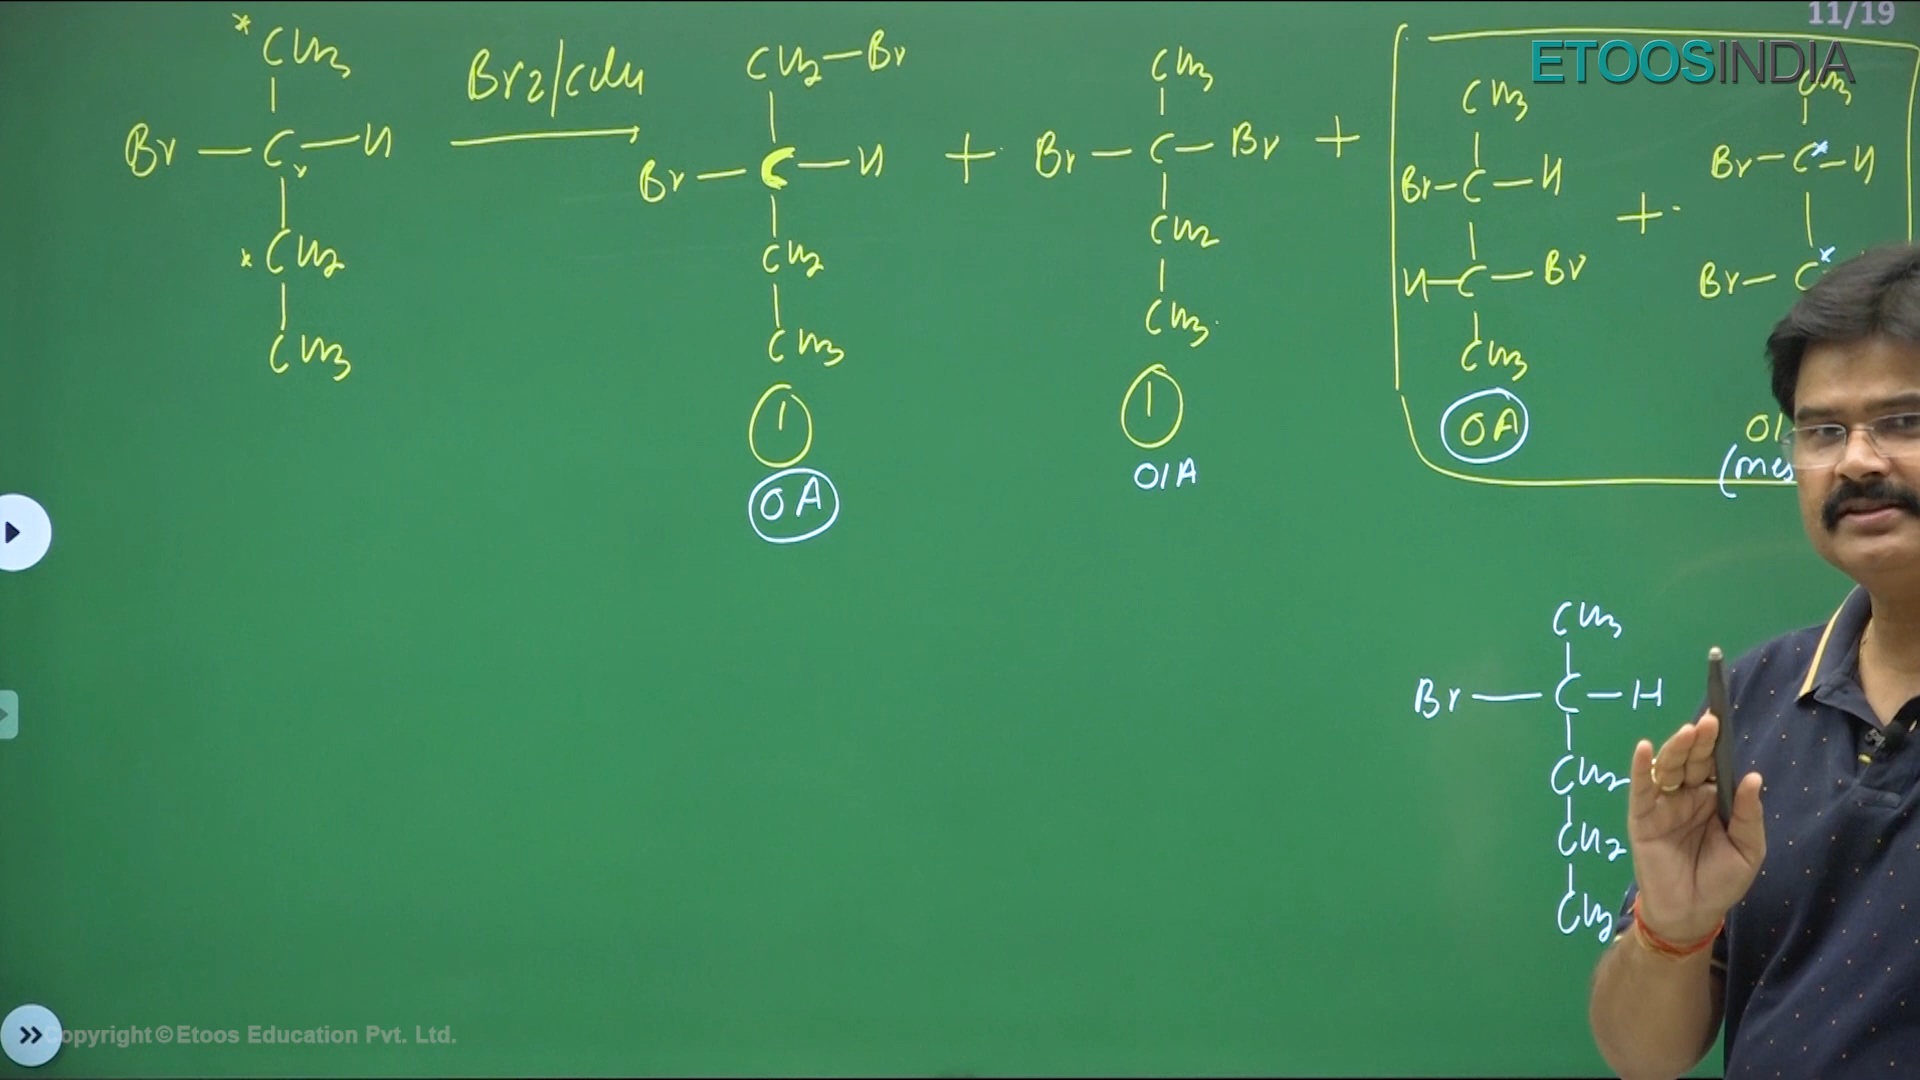 11/19
ETOOSINDIA
* CH3
Br — C — H
* CH2
CH3
Br2/CCl4
CH2—Br
Br — C — H
CH2
CH3
1
OA
+
CH3
Br — C — Br
CH2
CH3
1
O/A
+
CH3
Br — C — H
H — C — Br
CH3
OA
+
CH3
Br — C* — H
Br — C*
CH3
Br — C — H
CH2
CH2
CH3
Copyright © Etoos Education Pvt. Ltd.